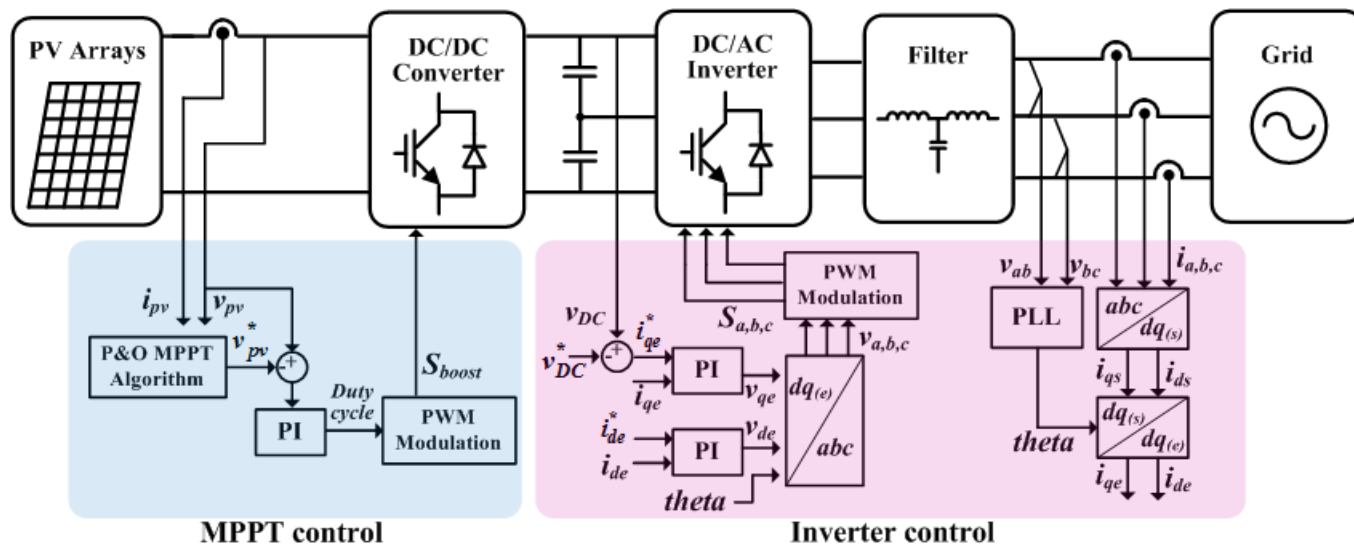 PV Arrays
DC/DC
Converter
DC/AC
Inverter
Filter
Grid
i_pv
v_pv
v*_pv
P&O MPPT
Algorithm
- +
PI
Duty
cycle
S_boost
PWM
Modulation
MPPT control
v_DC
v*_DC
- +
i*_qe
i_qe
PI
v_qe
i*_de
i_de
PI
v_de
theta
dq(e)
abc
S_a,b,c
v_a,b,c
PWM
Modulation
v_ab
v_bc
i_a,b,c
PLL
abc
dq(s)
i_qs
i_ds
theta
dq(s)
dq(e)
i_qe
i_de
Inverter control